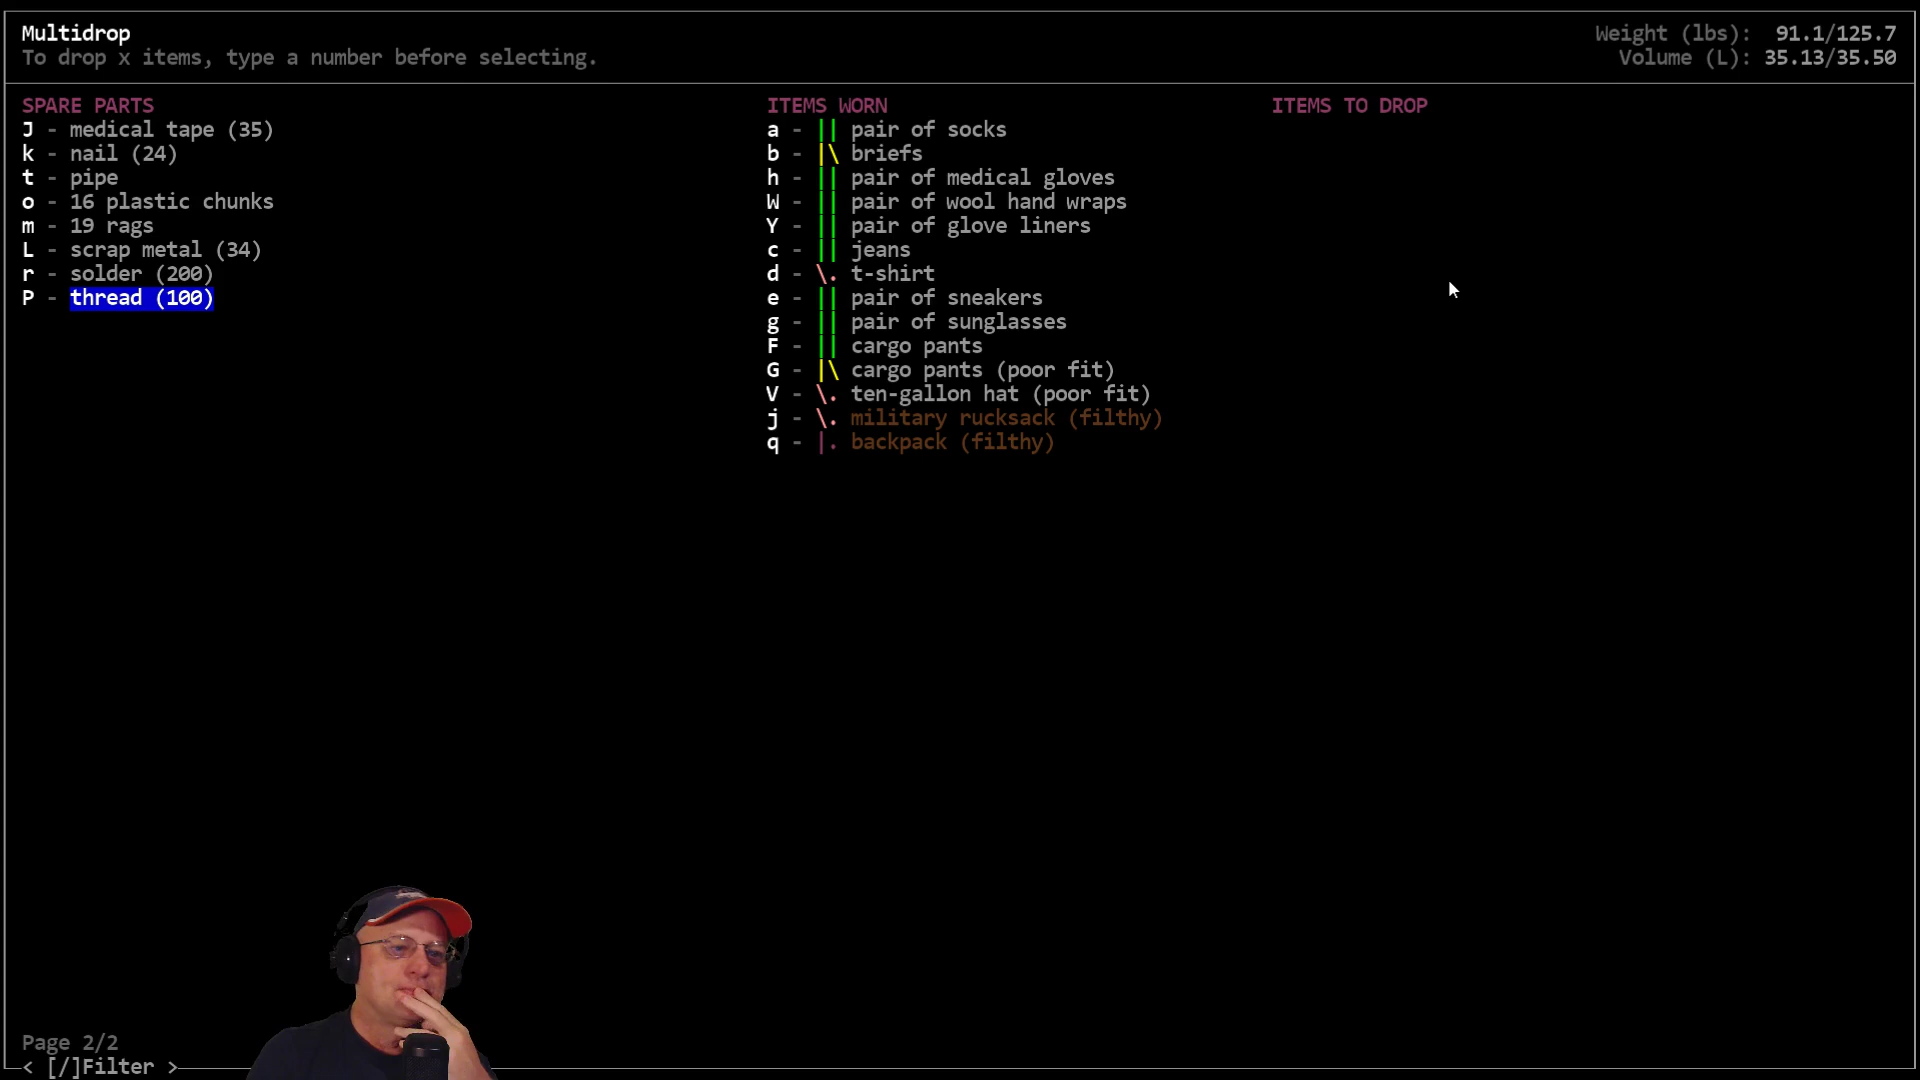 Multidrop
To drop x items, type a number before selecting.
Weight (lbs): 91.1/125.7
Volume (L): 35.13/35.50
SPARE PARTS
J - medical tape (35)
k - nail (24)
t - pipe
o - 16 plastic chunks
m - 19 rags
L - scrap metal (34)
r - solder (200)
P - thread (100)
ITEMS WORN
a - || pair of socks
b - |\ briefs
h - || pair of medical gloves
W - || pair of wool hand wraps
Y - || pair of glove liners
c - || jeans
d - \. t-shirt
e - || pair of sneakers
g - || pair of sunglasses
F - || cargo pants
G - |\ cargo pants (poor fit)
V - \. ten-gallon hat (poor fit)
j - \. military rucksack (filthy)
q - |. backpack (filthy)
ITEMS TO DROP
Page 2/2
< [/]Filter >